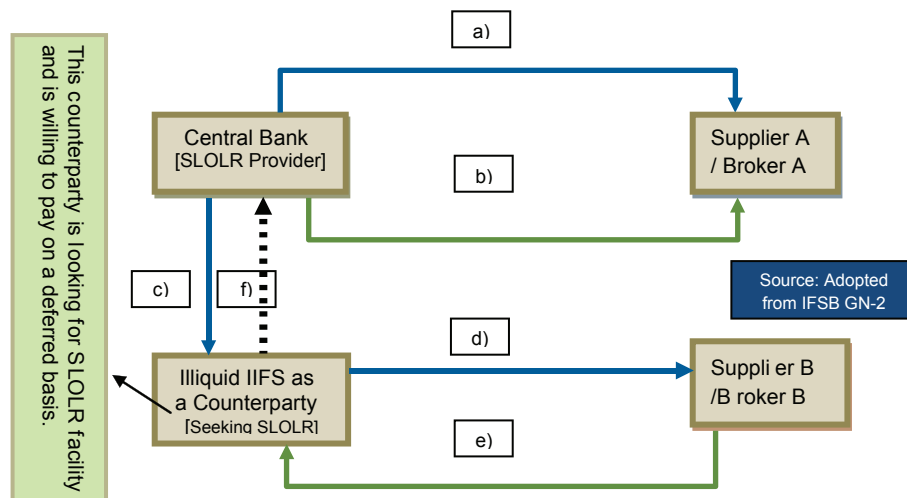 This counterparty is looking for SLOLR facility
and is willing to pay on a deferred basis.
a)
Central Bank
[SLOLR Provider]
Supplier A
/ Broker A
b)
c)
f)
Source: Adopted
from IFSB GN-2
d)
Illiquid IIFS as
a Counterparty
[Seeking SLOLR]
Suppli er B
/B roker B
e)